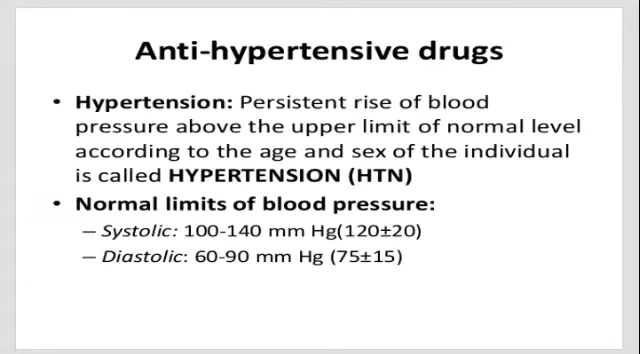 Anti-hypertensive drugs
• Hypertension: Persistent rise of blood
pressure above the upper limit of normal level
according to the age and sex of the individual
is called HYPERTENSION (HTN)
• Normal limits of blood pressure:
– Systolic: 100-140 mm Hg(120±20)
– Diastolic: 60-90 mm Hg (75±15)